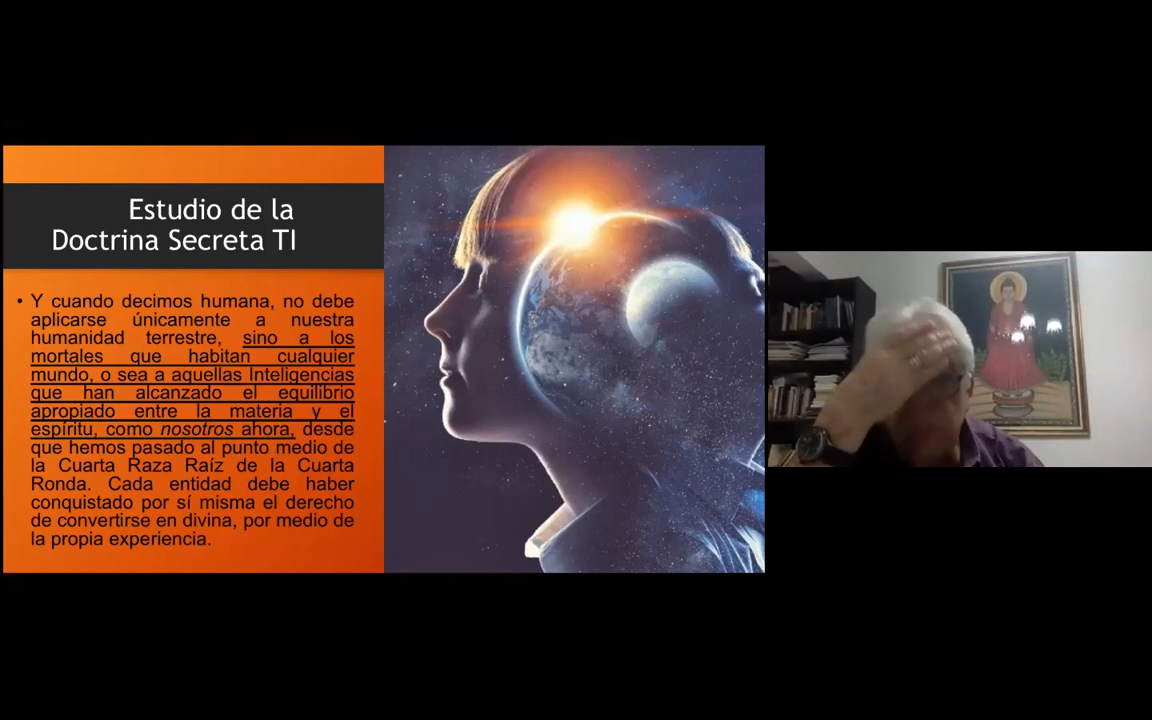 Estudio de la
Doctrina Secreta TI
• Y cuando decimos humana, no debe
aplicarse únicamente a nuestra
humanidad terrestre, sino a los
mortales que habitan cualquier
mundo, o sea a aquellas Inteligencias
que han alcanzado el equilibrio
apropiado entre la materia y el
espíritu, como nosotros ahora, desde
que hemos pasado al punto medio de
la Cuarta Raza Raíz de la Cuarta
Ronda. Cada entidad debe haber
conquistado por sí misma el derecho
de convertirse en divina, por medio de
la propia experiencia.